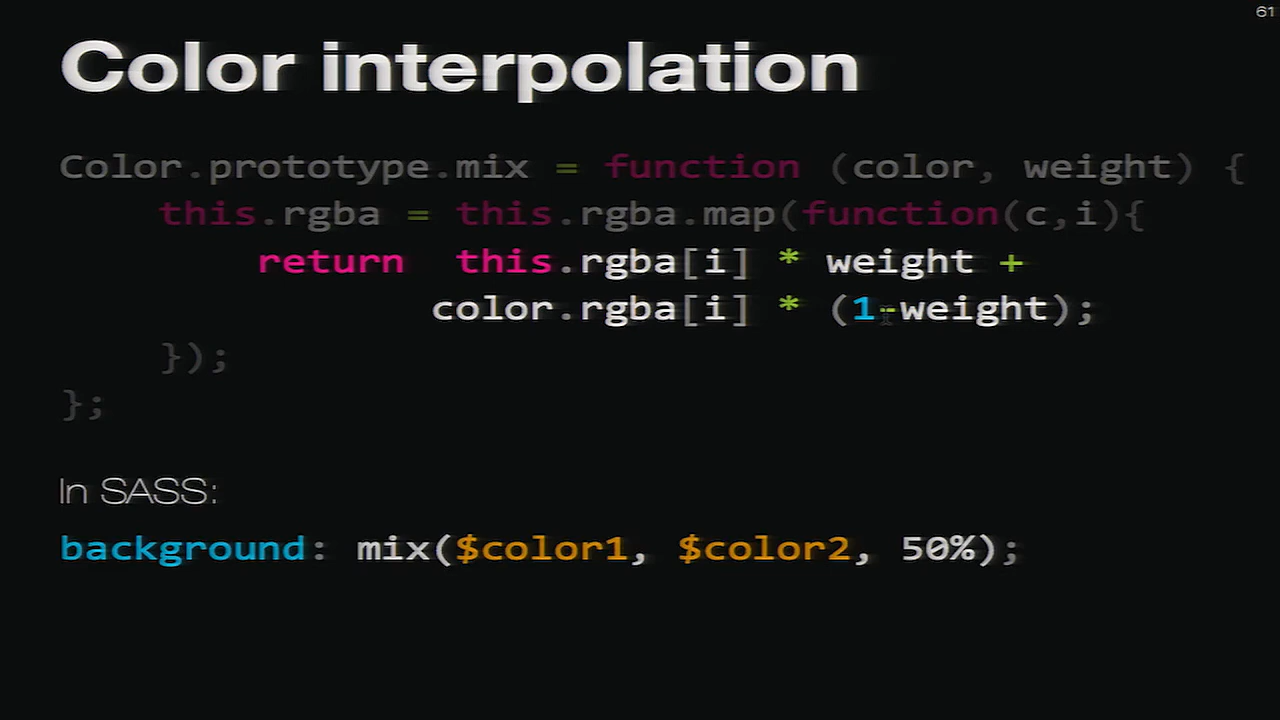 61
Color interpolation
Color.prototype.mix = function (color, weight) {
    this.rgba = this.rgba.map(function(c,i){
        return  this.rgba[i] * weight +
               color.rgba[i] * (1-weight);
    });
};
In SASS:
background: mix($color1, $color2, 50%);